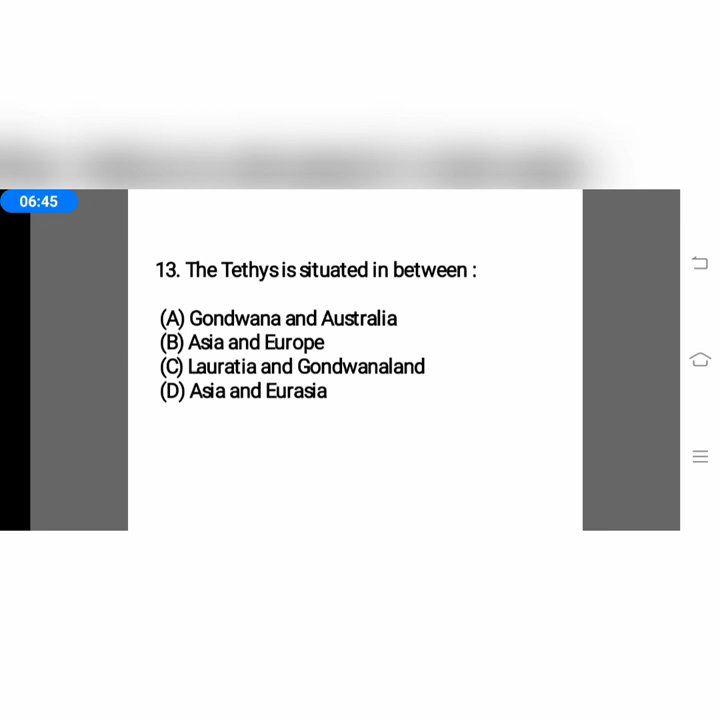 06:45
13. The Tethys is situated in between :
(A) Gondwana and Australia
(B) Asia and Europe
(C) Lauratia and Gondwanaland
(D) Asia and Eurasia